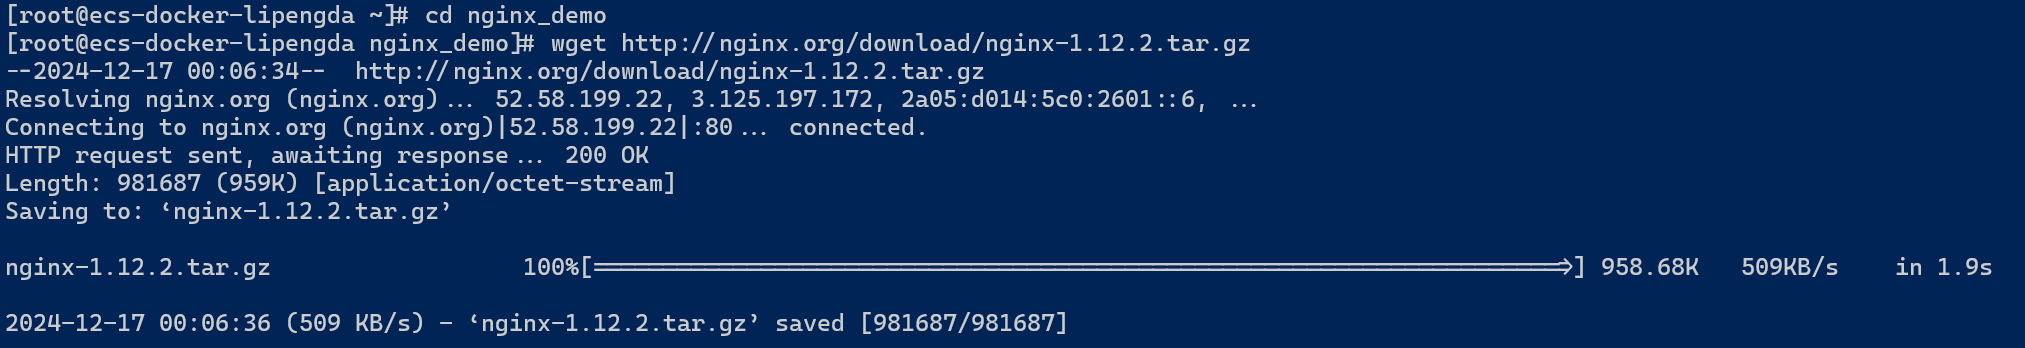 [root@ecs-docker-lipengda ~]# cd nginx_demo
[root@ecs-docker-lipengda nginx_demo]# wget http://nginx.org/download/nginx-1.12.2.tar.gz
--2024-12-17 00:06:34--  http://nginx.org/download/nginx-1.12.2.tar.gz
Resolving nginx.org (nginx.org)... 52.58.199.22, 3.125.197.172, 2a05:d014:5c0:2601::6, ...
Connecting to nginx.org (nginx.org)|52.58.199.22|:80... connected.
HTTP request sent, awaiting response... 200 OK
Length: 981687 (959K) [application/octet-stream]
Saving to: ‘nginx-1.12.2.tar.gz’
nginx-1.12.2.tar.gz 100%[=====================================================================>] 958.68K 509KB/s in 1.9s
2024-12-17 00:06:36 (509 KB/s) - ‘nginx-1.12.2.tar.gz’ saved [981687/981687]